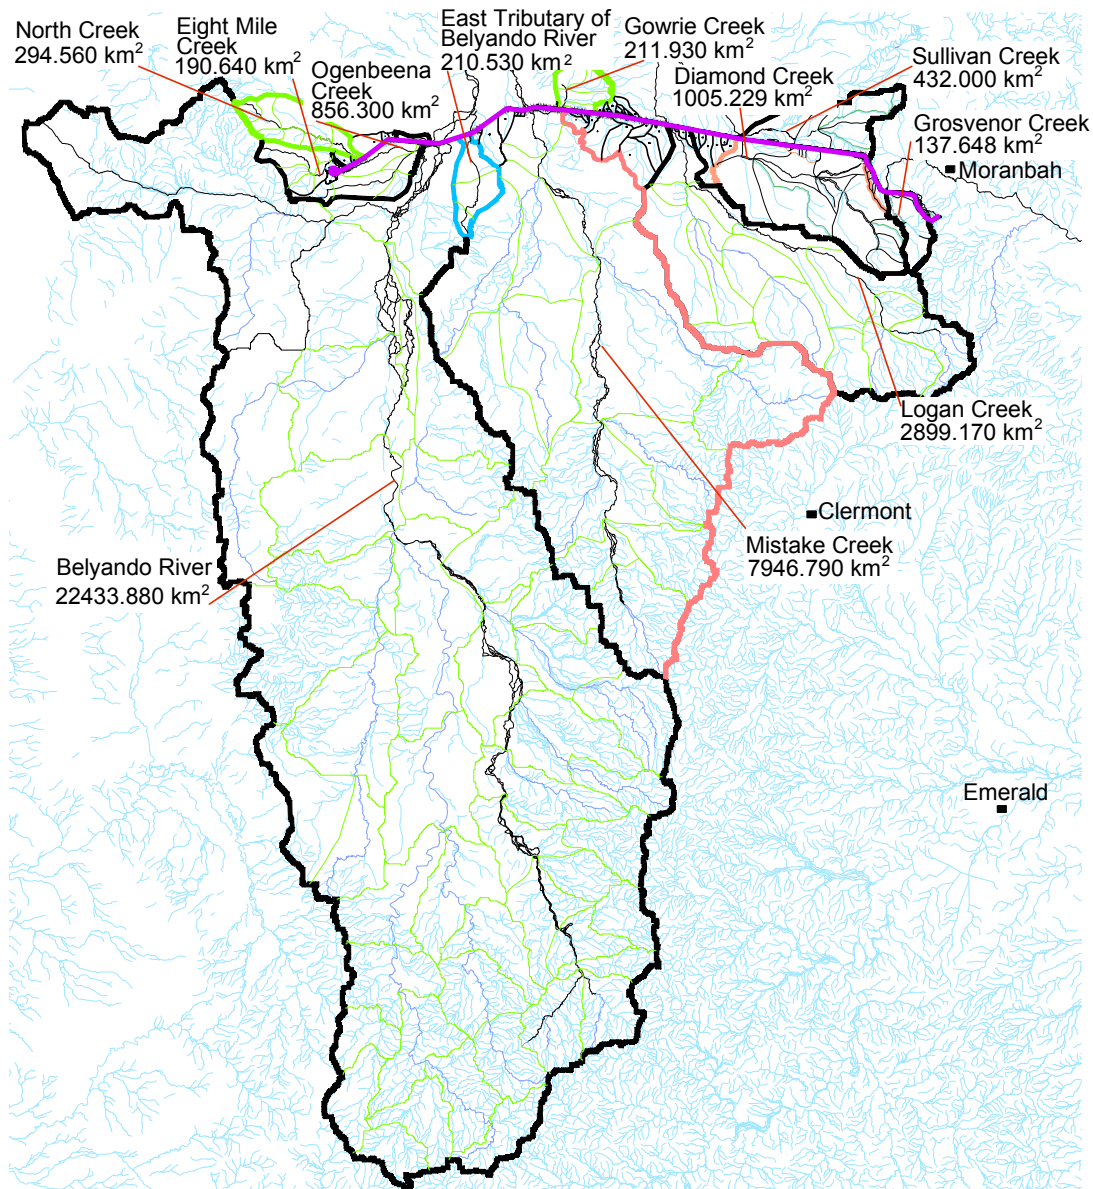 North Creek
294.560 km²
Eight Mile
Creek
190.640 km²
Ogenbeena
Creek
856.300 km²
East Tributary of
Belyando River
210.530 km²
Gowrie Creek
211.930 km²
Diamond Creek
1005.229 km²
Sullivan Creek
432.000 km²
Grosvenor Creek
137.648 km²
Moranbah
Logan Creek
2899.170 km²
Clermont
Mistake Creek
7946.790 km²
Belyando River
22433.880 km²
Emerald